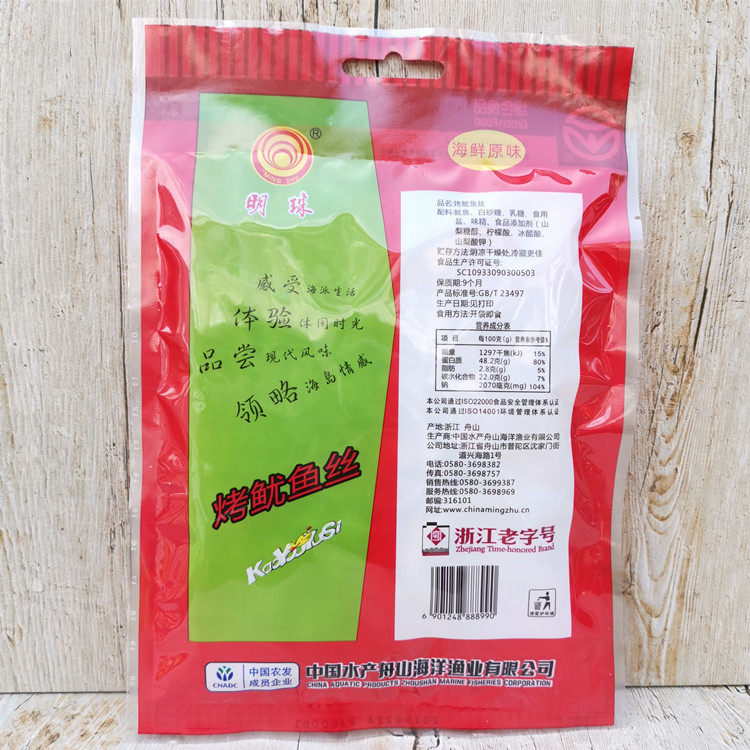 MING ZHU
®
明珠
海鲜原味
感受海派生活
体验休闲时光
品尝现代风味
领略海岛情感
烤鱿鱼丝
KaoYouYuSi
品名:烤鱿鱼丝
配料:鱿鱼、白砂糖、乳糖、食用
盐、味精、食品添加剂(山
梨糖醇、柠檬酸、冰醋酸、
山梨酸钾)
贮存方法:阴凉干燥处,冷藏更佳
食品生产许可证号:
SC10933090300503
保质期:9个月
产品标准号:GB/T 23497
生产日期:见打印
食用方法:开袋即食
营养成分表
项 目 每100克(g) 营养素参考值%
能量 1297千焦(kJ) 15%
蛋白质 48.2克(g) 80%
脂肪 2.8克(g) 5%
碳水化合物 22.0克(g) 7%
钠 2070毫克(mg) 104%
本公司通过ISO22000食品安全管理体系认证
本公司通过ISO14001环境管理体系认证
产地:浙江 舟山
生产商:中国水产舟山海洋渔业有限公司
公司地址:浙江省舟山市普陀区沈家门街
道兴海路1号
电话:0580-3698382
传真:0580-3698757
销售热线:0580-3699387
服务热线:0580-3698969
邮编:316101
网址:www.chinamingzhu.cn
浙江老字号
Zhejiang Time-honored Brand
6 901248 888990
请爱护环境
CNADC
中国农发
成员企业
中国水产舟山海洋渔业有限公司
CHINA AQUATIC PRODUCTS ZHOUSHAN MARINE FISHERIES CORPORATION